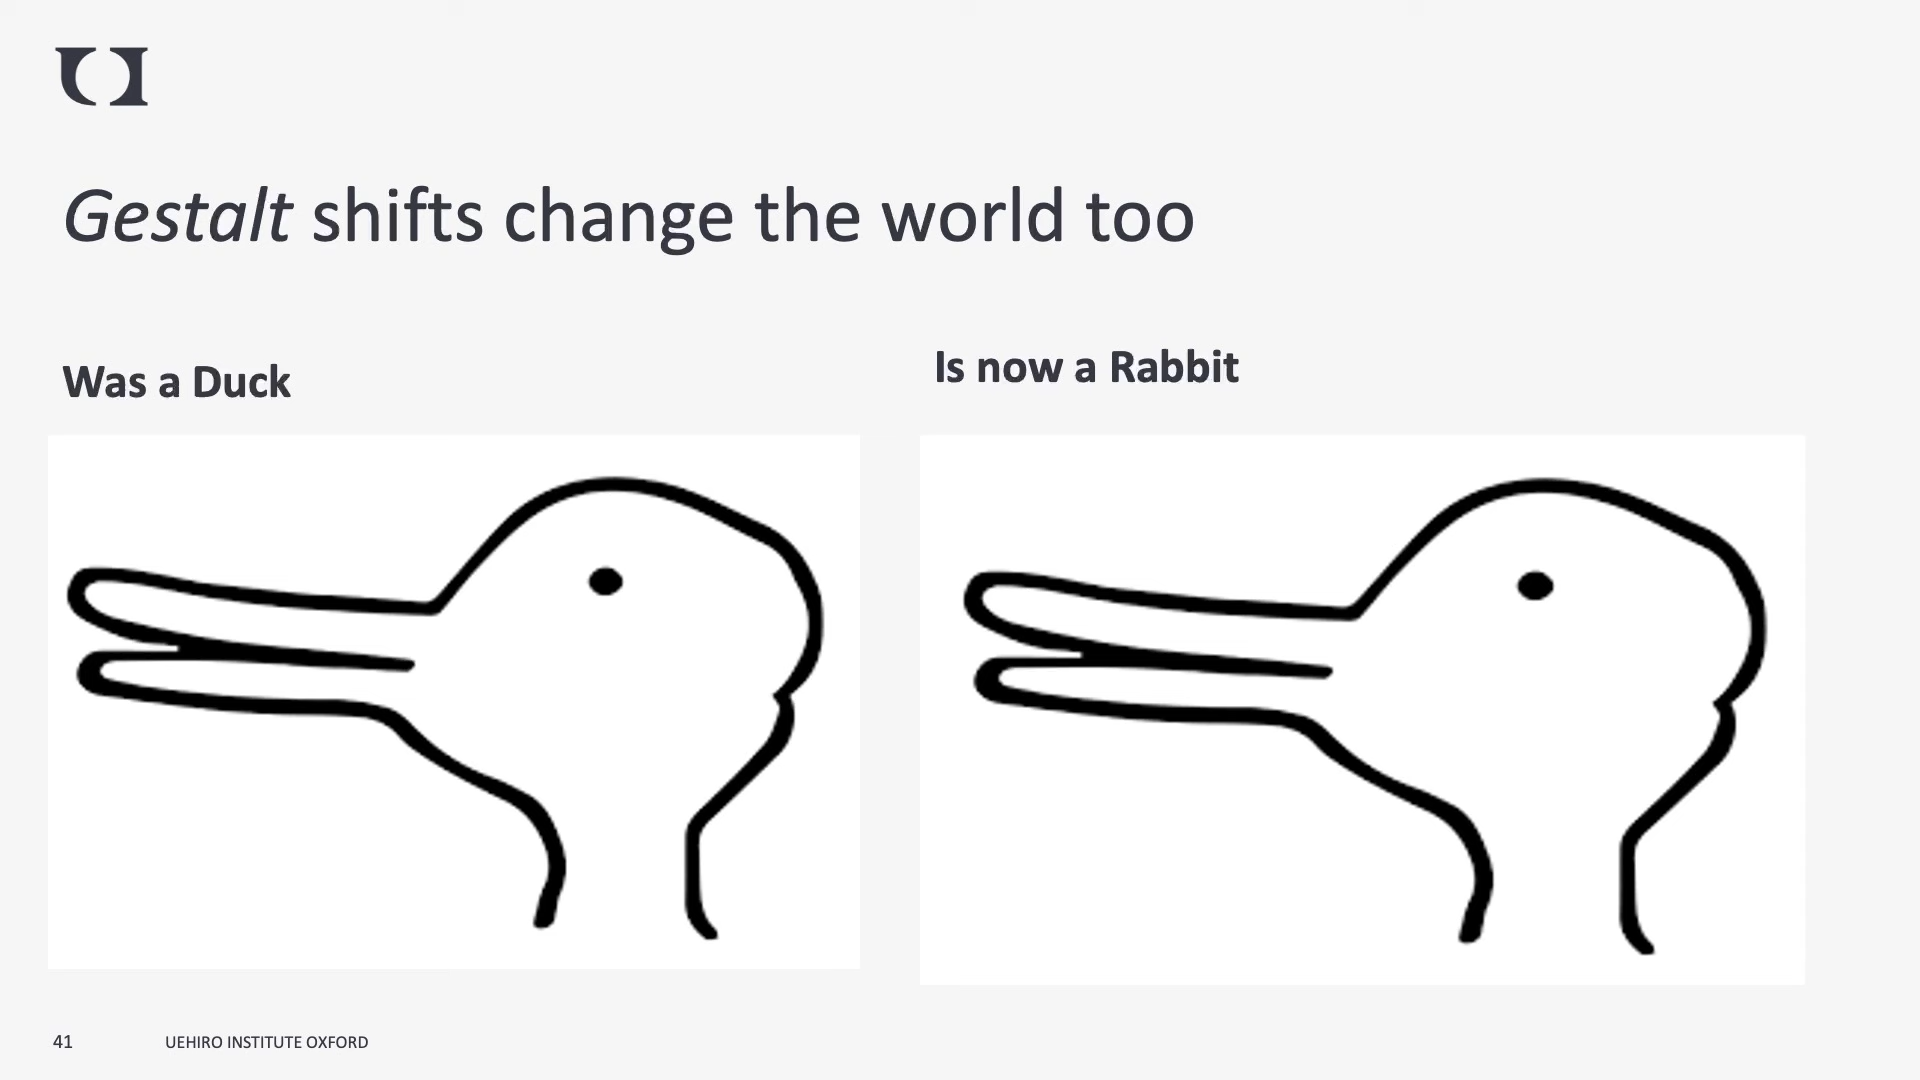 Gestalt shifts change the world too
Was a Duck
Is now a Rabbit
41
UEHIRO INSTITUTE OXFORD